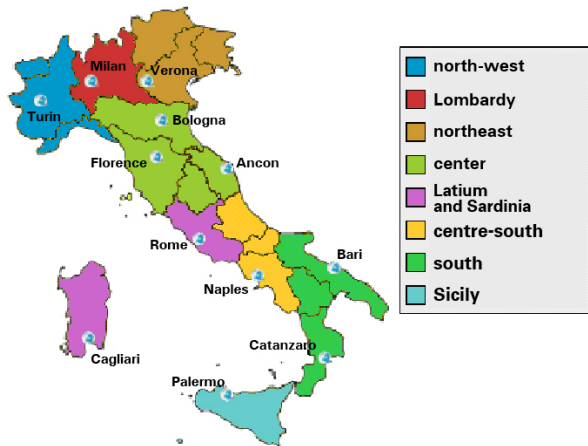 Milan
Verona
Turin
Bologna
Florence
Ancon
Rome
Bari
Naples
Catanzaro
Cagliari
Palermo
north-west
Lombardy
northeast
center
Latium
and Sardinia
centre-south
south
Sicily